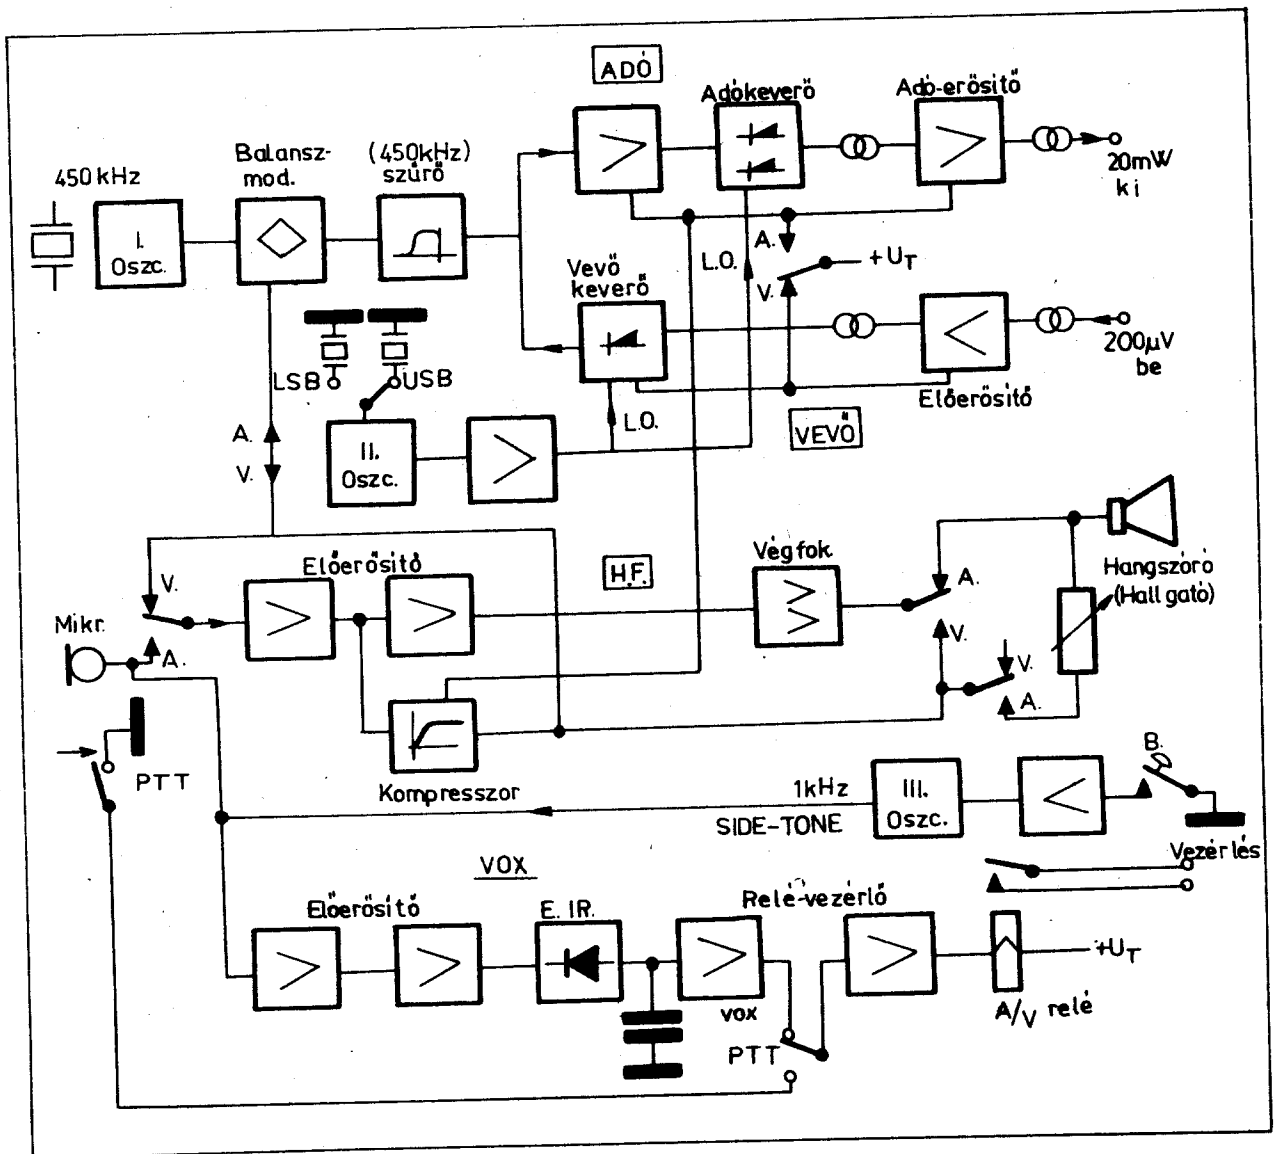 ADÓ
Adókeverő
Adó-erősítő
20mW
ki
450 kHz
Balansz-
mod.
(450kHz)
szűrő
I.
Oszc.
Vevő
keverő
L.O.
A.
V.
+UT
200µV
be
Előerősítő
VEVŐ
LSB
USB
L.O.
II.
Oszc.
A.
V.
Előerősítő
H.F.
Végfok.
A.
V.
Hangszóró
(Hallgató)
V.
A.
Mikr.
V.
A.
PTT
Kompresszor
1kHz
SIDE-TONE
III.
Oszc.
B.
Vezérlés
VOX
Előerősítő
E. IR.
Relé-vezérlő
vox
PTT
A/V relé
+UT